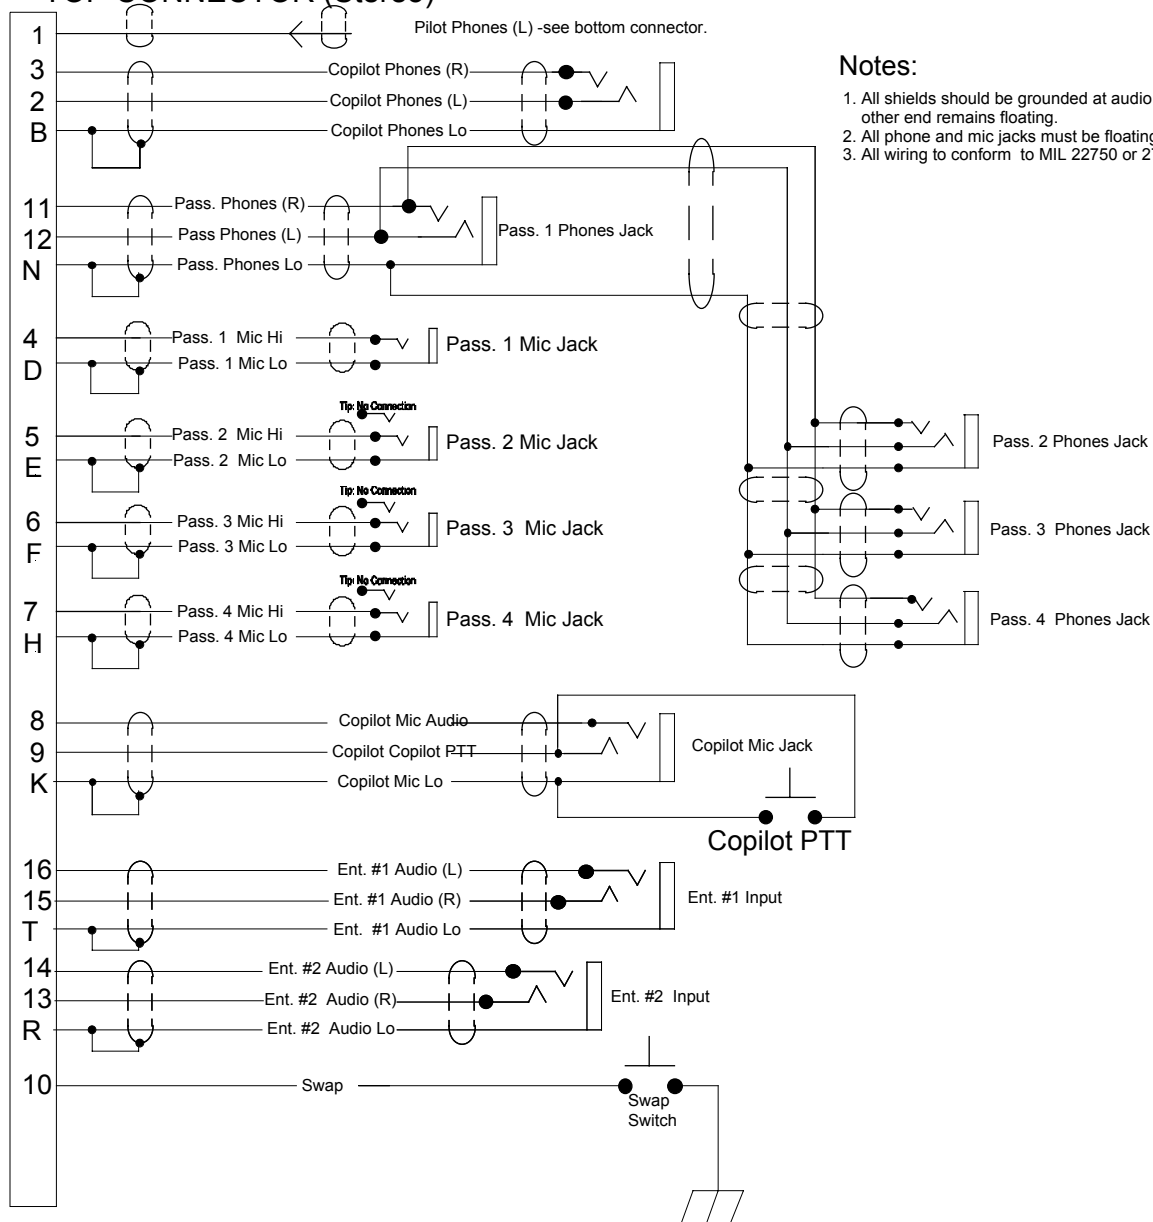 TOP CONNECTOR (Stereo)
1
Pilot Phones (L) -see bottom connector.
3
Copilot Phones (R)
2
Copilot Phones (L)
B
Copilot Phones Lo
Notes:
1. All shields should be grounded at audio
other end remains floating.
2. All phone and mic jacks must be floating
3. All wiring to conform to MIL 22750 or
11
Pass. Phones (R)
12
Pass Phones (L)
Pass. 1 Phones Jack
N
Pass. Phones Lo
4
Pass. 1 Mic Hi
Pass. 1 Mic Jack
D
Pass. 1 Mic Lo
Tip: No Connection
5
Pass. 2 Mic Hi
Pass. 2 Mic Jack
E
Pass. 2 Mic Lo
Pass. 2 Phones Jack
Tip: No Connection
6
Pass. 3 Mic Hi
Pass. 3 Mic Jack
F
Pass. 3 Mic Lo
Pass. 3 Phones Jack
Tip: No Connection
7
Pass. 4 Mic Hi
Pass. 4 Mic Jack
H
Pass. 4 Mic Lo
Pass. 4 Phones Jack
8
Copilot Mic Audio
9
Copilot Copilot PTT
Copilot Mic Jack
K
Copilot Mic Lo
Copilot PTT
16
Ent. #1 Audio (L)
15
Ent. #1 Audio (R)
Ent. #1 Input
T
Ent. #1 Audio Lo
14
Ent. #2 Audio (L)
13
Ent. #2 Audio (R)
Ent. #2 Input
R
Ent. #2 Audio Lo
10
Swap
Swap
Switch